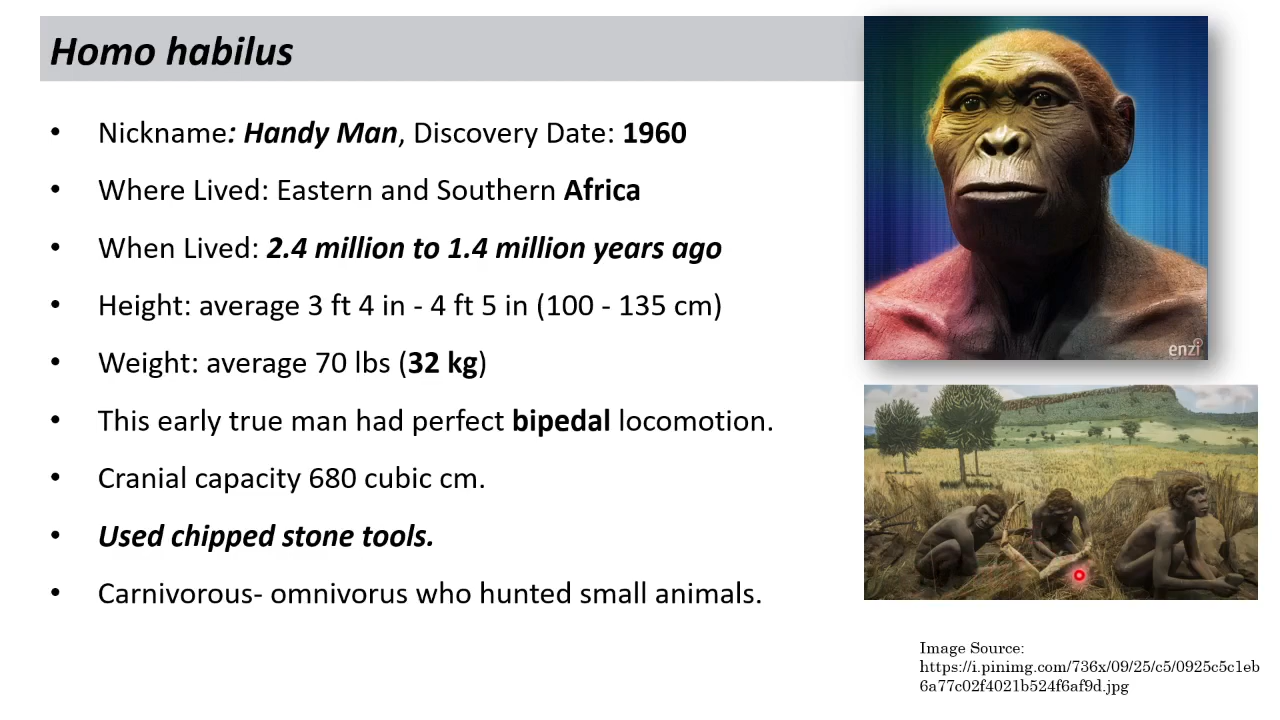 Homo habilus
• Nickname: Handy Man, Discovery Date: 1960
• Where Lived: Eastern and Southern Africa
• When Lived: 2.4 million to 1.4 million years ago
• Height: average 3 ft 4 in - 4 ft 5 in (100 - 135 cm)
• Weight: average 70 lbs (32 kg)
• This early true man had perfect bipedal locomotion.
• Cranial capacity 680 cubic cm.
• Used chipped stone tools.
• Carnivorous- omnivorus who hunted small animals.
enzi
Image Source:
https://i.pinimg.com/736x/09/25/c5/0925c5c1eb
6a77c02f4021b524f6af9d.jpg